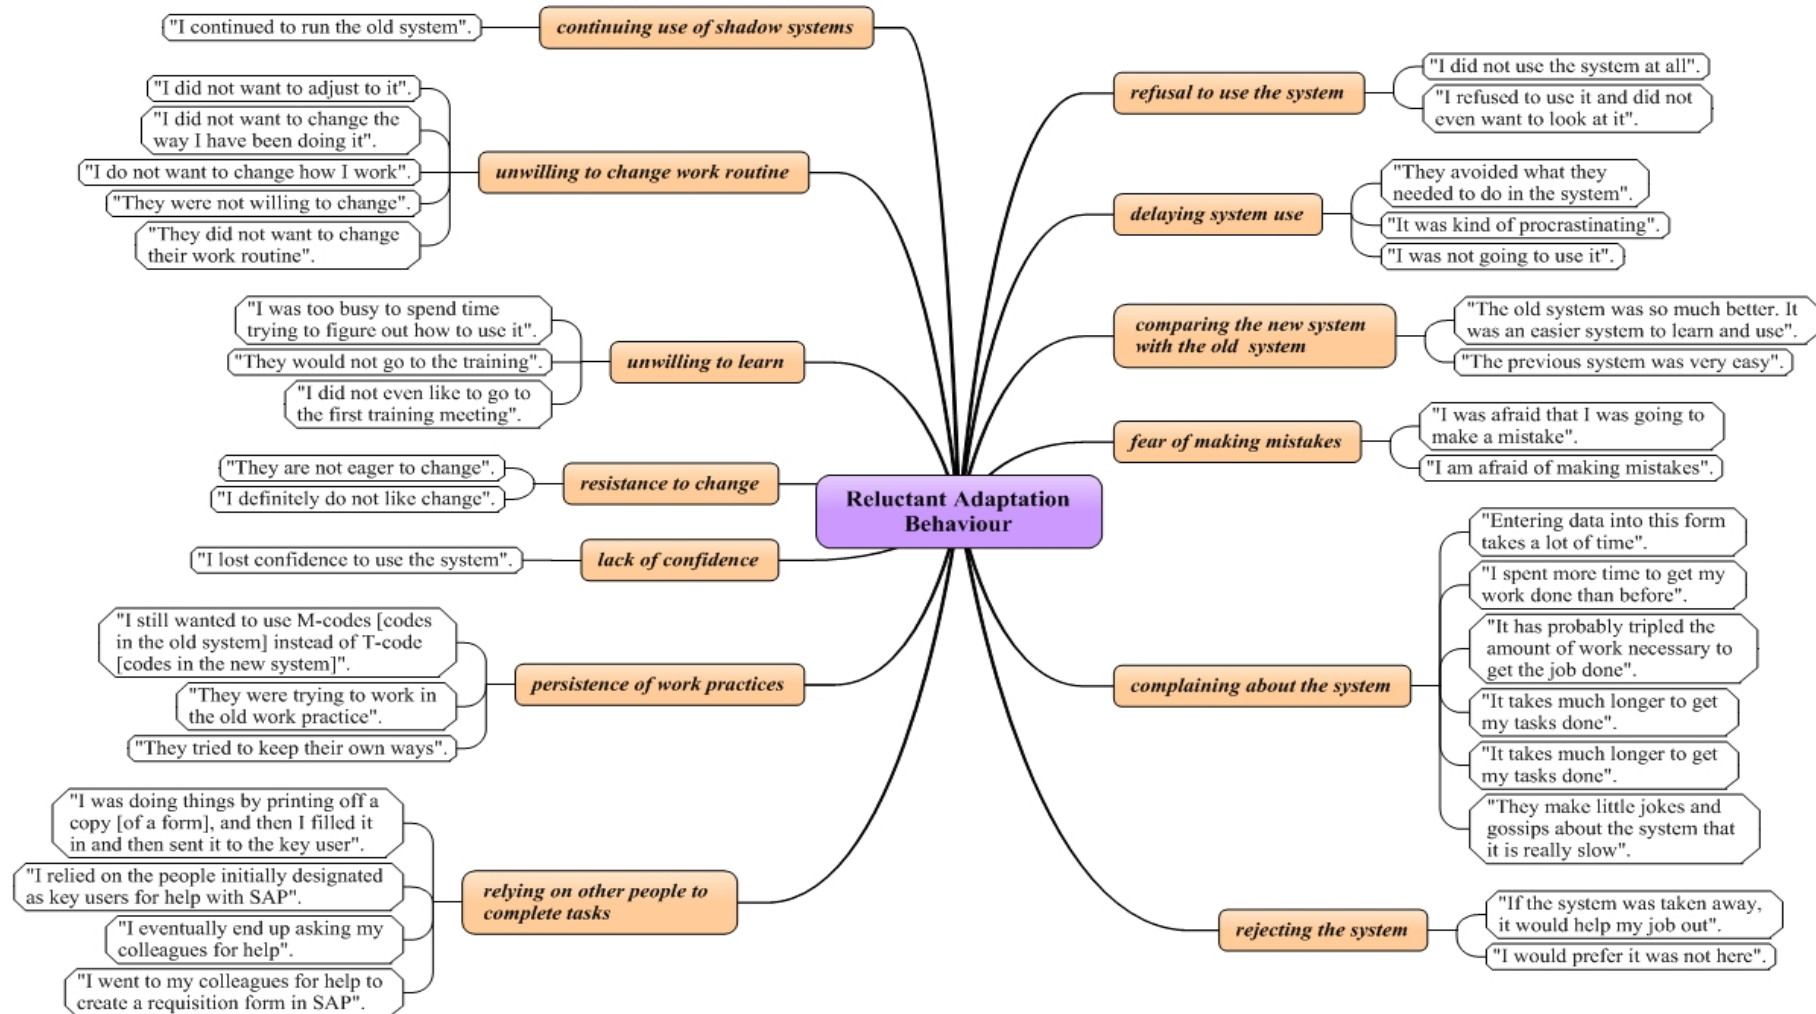 "I continued to run the old system".
continuing use of shadow systems
"I did not want to adjust to it".
"I did not want to change the
way I have been doing it".
"I do not want to change how I work".
"They were not willing to change".
"They did not want to change
their work routine".
unwilling to change work routine
"I was too busy to spend time
trying to figure out how to use it".
"They would not go to the training".
"I did not even like to go to
the first training meeting".
unwilling to learn
"They are not eager to change".
"I definitely do not like change".
resistance to change
"I lost confidence to use the system".
lack of confidence
"I still wanted to use M-codes [codes
in the old system] instead of T-code
[codes in the new system]".
"They were trying to work in
the old work practice".
"They tried to keep their own ways".
persistence of work practices
"I was doing things by printing off a
copy [of a form], and then I filled it
in and then sent it to the key user".
"I relied on the people initially designated
as key users for help with SAP".
"I eventually end up asking my
colleagues for help".
"I went to my colleagues for help to
create a requisition form in SAP".
relying on other people to
complete tasks
Reluctant Adaptation
Behaviour
refusal to use the system
"I did not use the system at all".
"I refused to use it and did not
even want to look at it".
delaying system use
"They avoided what they
needed to do in the system".
"It was kind of procrastinating".
"I was not going to use it".
comparing the new system
with the old system
"The old system was so much better. It
was an easier system to learn and use".
"The previous system was very easy".
fear of making mistakes
"I was afraid that I was going to
make a mistake".
"I am afraid of making mistakes".
complaining about the system
"Entering data into this form
takes a lot of time".
"I spent more time to get my
work done than before".
"It has probably tripled the
amount of work necessary to
get the job done".
"It takes much longer to get
my tasks done".
"It takes much longer to get
my tasks done".
"They make little jokes and
gossips about the system that
it is really slow".
rejecting the system
"If the system was taken away,
it would help my job out".
"I would prefer it was not here".